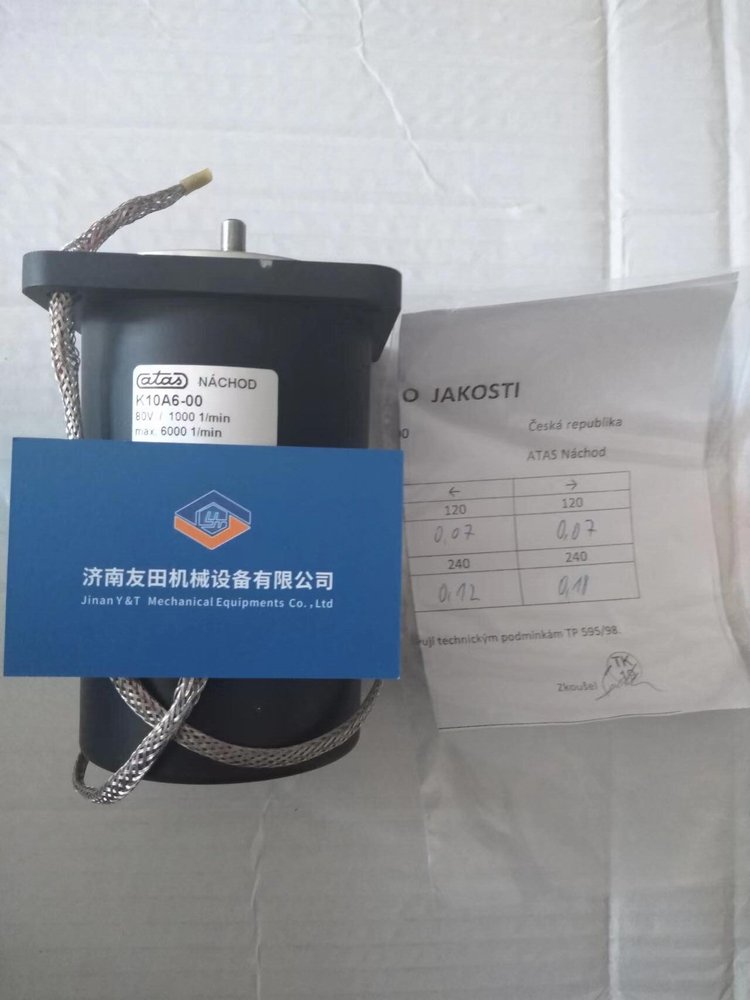 atas NÁCHOD
K10A6-00
80V / 1000 1/min
max. 6000 1/min
济南友田机械设备有限公司
Jinan Y&T Mechanical Equipments Co.,Ltd
O JAKOSTI
Česká republika
ATAS Náchod
← →
120 120
0,07 0,07
240 240
0,12 0,11
technickým podmínkám TP 595/98.
Zkoušel TK